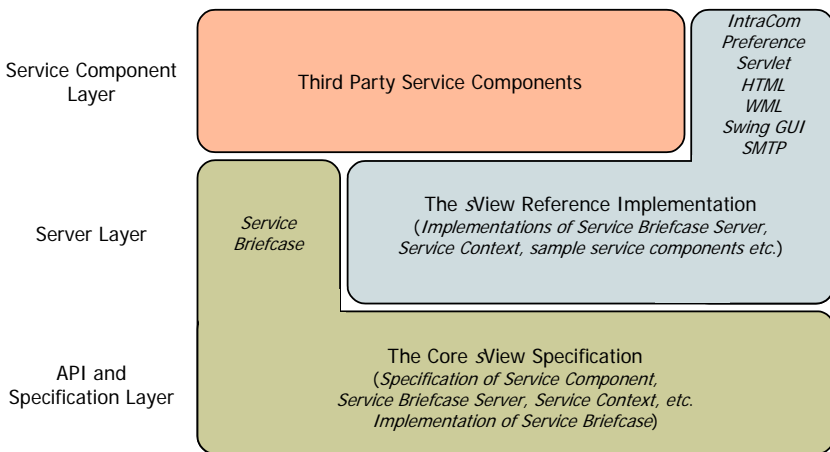 IntraCom
Preference
Servlet
HTML
WML
Swing GUI
SMTP
Service Component
Layer
Third Party Service Components
Server Layer
Service
Briefcase
The sView Reference Implementation
(Implementations of Service Briefcase Server,
Service Context, sample service components etc.)
API and
Specification Layer
The Core sView Specification
(Specification of Service Component,
Service Briefcase Server, Service Context, etc.
Implementation of Service Briefcase)